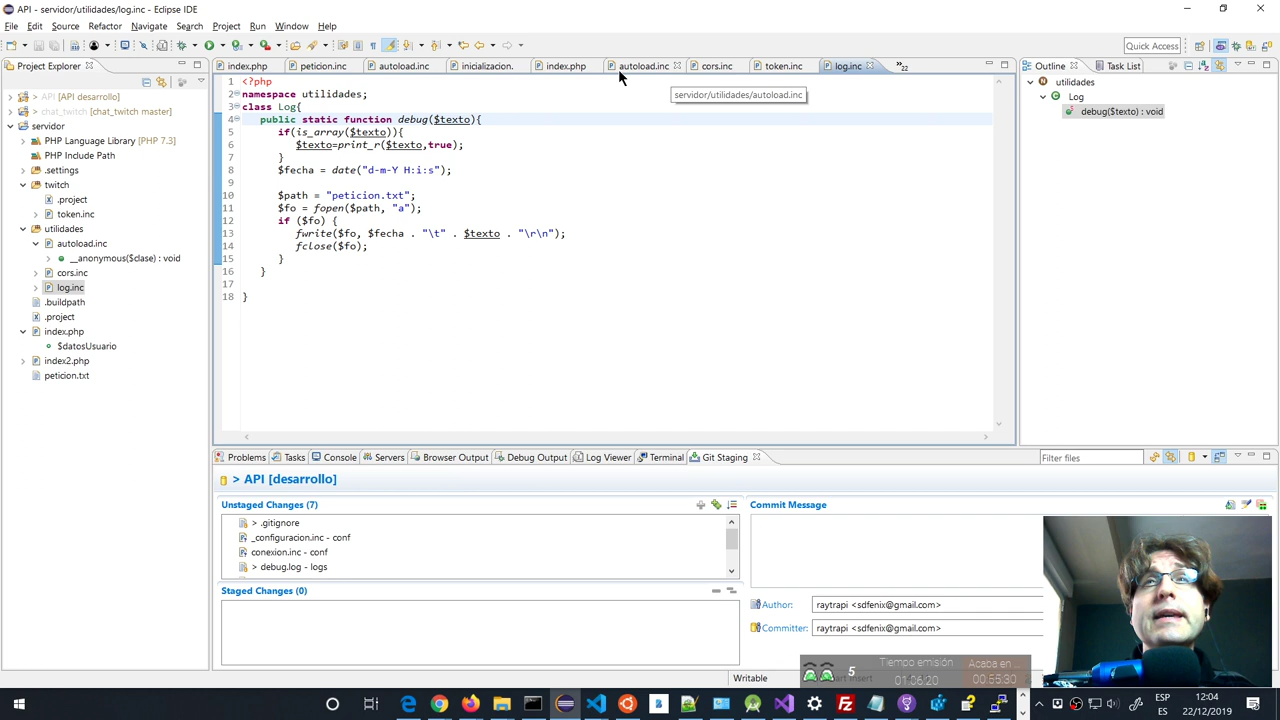 API - servidor/utilidades/log.inc - Eclipse IDE
File Edit Source Refactor Navigate Search Project Run Window Help
Quick Access
Project Explorer
index.php peticion.inc autoload.inc inicializacion. index.php autoload.inc cors.inc token.inc log.inc »22
Outline Task List
servidor/utilidades/autoload.inc
> API [API desarrollo]
> chat_twitch [chat_twitch master]
servidor
PHP Language Library [PHP 7.3]
PHP Include Path
.settings
twitch
.project
token.inc
utilidades
autoload.inc
__anonymous($clase) : void
cors.inc
log.inc
.buildpath
.project
index.php
$datosUsuario
index2.php
peticion.txt
1 <?php
2 namespace utilidades;
3 class Log{
4 public static function debug($texto){
5 if(is_array($texto)){
6 $texto=print_r($texto,true);
7 }
8 $fecha = date("d-m-Y H:i:s");
9
10 $path = "peticion.txt";
11 $fo = fopen($path, "a");
12 if ($fo) {
13 fwrite($fo, $fecha . "\t" . $texto . "\r\n");
14 fclose($fo);
15 }
16 }
17
18 }
utilidades
Log
debug($texto) : void
Problems Tasks Console Servers Browser Output Debug Output Log Viewer Terminal Git Staging
Filter files
> API [desarrollo]
Unstaged Changes (7)
> .gitignore
_configuracion.inc - conf
conexion.inc - conf
> debug.log - logs
Staged Changes (0)
Commit Message
Author: raytrapi <sdfenix@gmail.com>
Committer: raytrapi <sdfenix@gmail.com>
Writable
5
Tiempo emisión
01:06:20
Acaba en ...
00:55:30
ESP
ES
12:04
22/12/2019